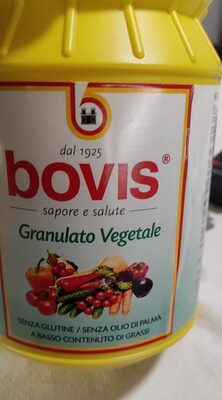 dal 1925
bovis®
sapore e salute
Granulato Vegetale
SENZA GLUTINE / SENZA OLIO DI PALMA
A BASSO CONTENUTO DI GRASSI